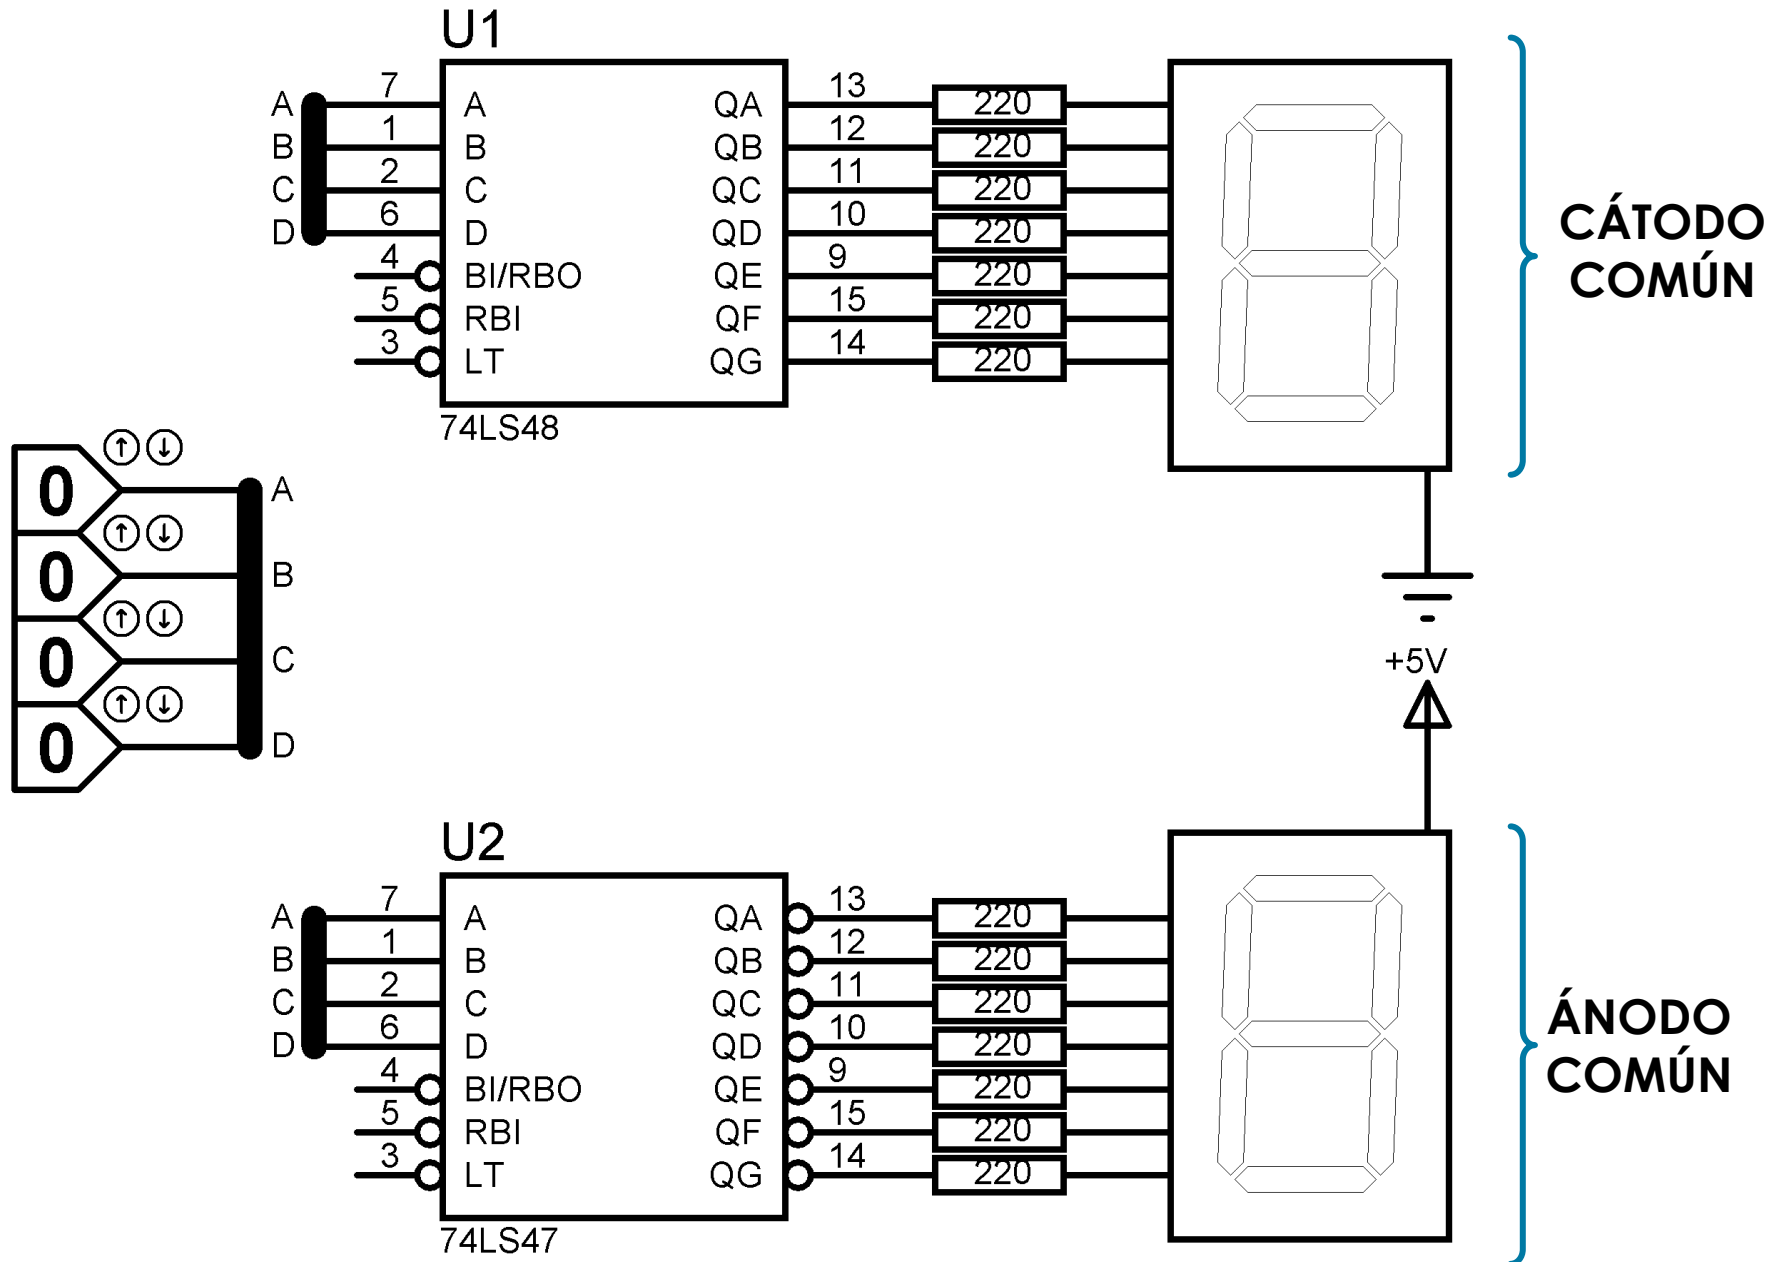 U1
A 7 A QA 13 220
B 1 B QB 12 220
C 2 C QC 11 220
D 6 D QD 10 220
4 BI/RBO QE 9 220
5 RBI QF 15 220
3 LT QG 14 220
74LS48
CÁTODO
COMÚN
0 ↑ ↓ A
0 ↑ ↓ B
0 ↑ ↓ C
0 ↑ ↓ D
+5V
U2
A 7 A QA 13 220
B 1 B QB 12 220
C 2 C QC 11 220
D 6 D QD 10 220
4 BI/RBO QE 9 220
5 RBI QF 15 220
3 LT QG 14 220
74LS47
ÁNODO
COMÚN